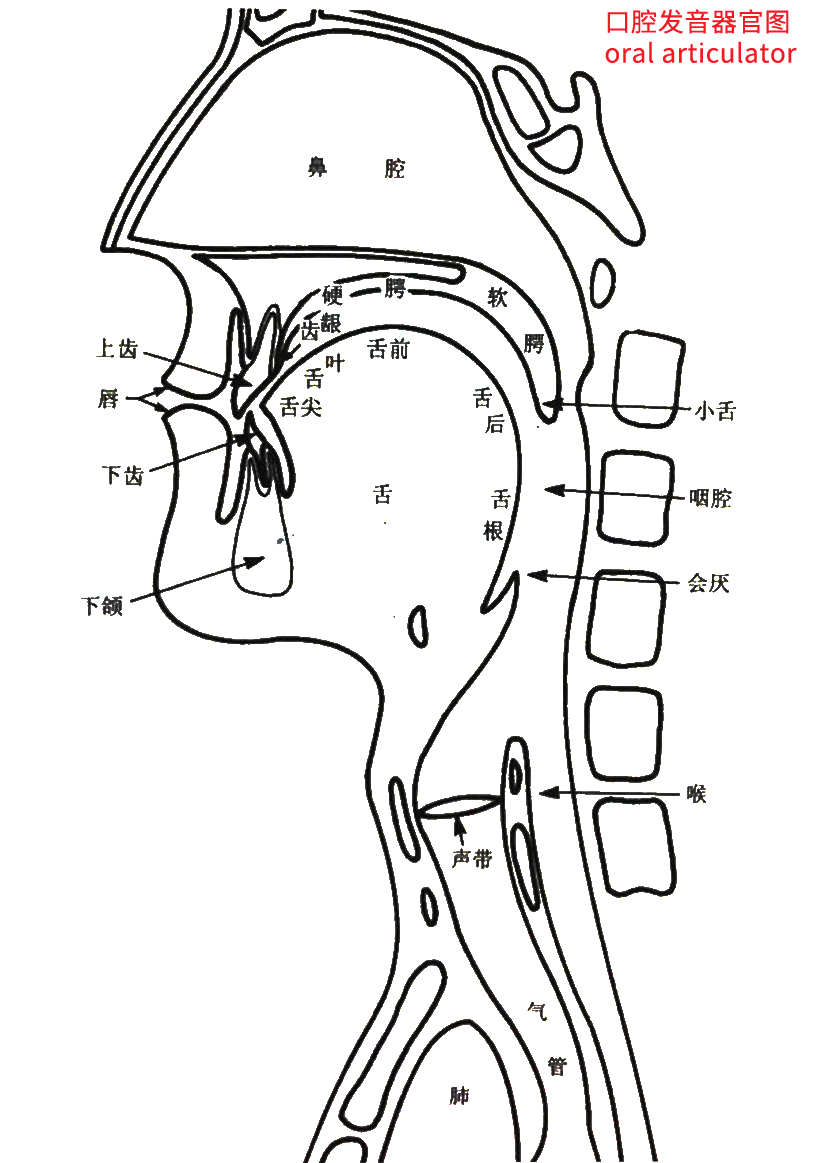 口腔发音器官图
oral articulator
鼻腔
硬腭
软腭
齿龈
上齿
舌叶
舌前
唇
舌尖
舌后
小舌
下齿
舌
舌根
咽腔
会厌
下颌
喉
声带
气管
肺